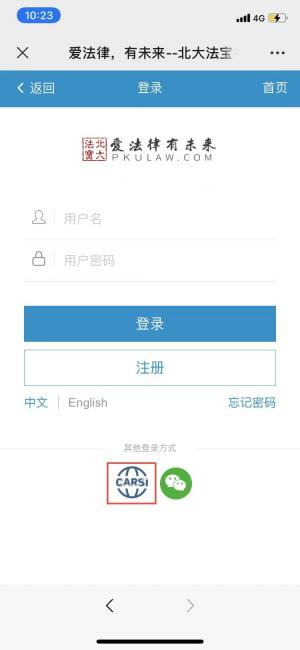 10:23
4G
爱法律，有未来--北大法宝
返回
登录
首页
北大法宝
爱法律有未来
PKULAW.COM
用户名
用户密码
登录
注册
中文
English
忘记密码
其他登录方式
CARSI